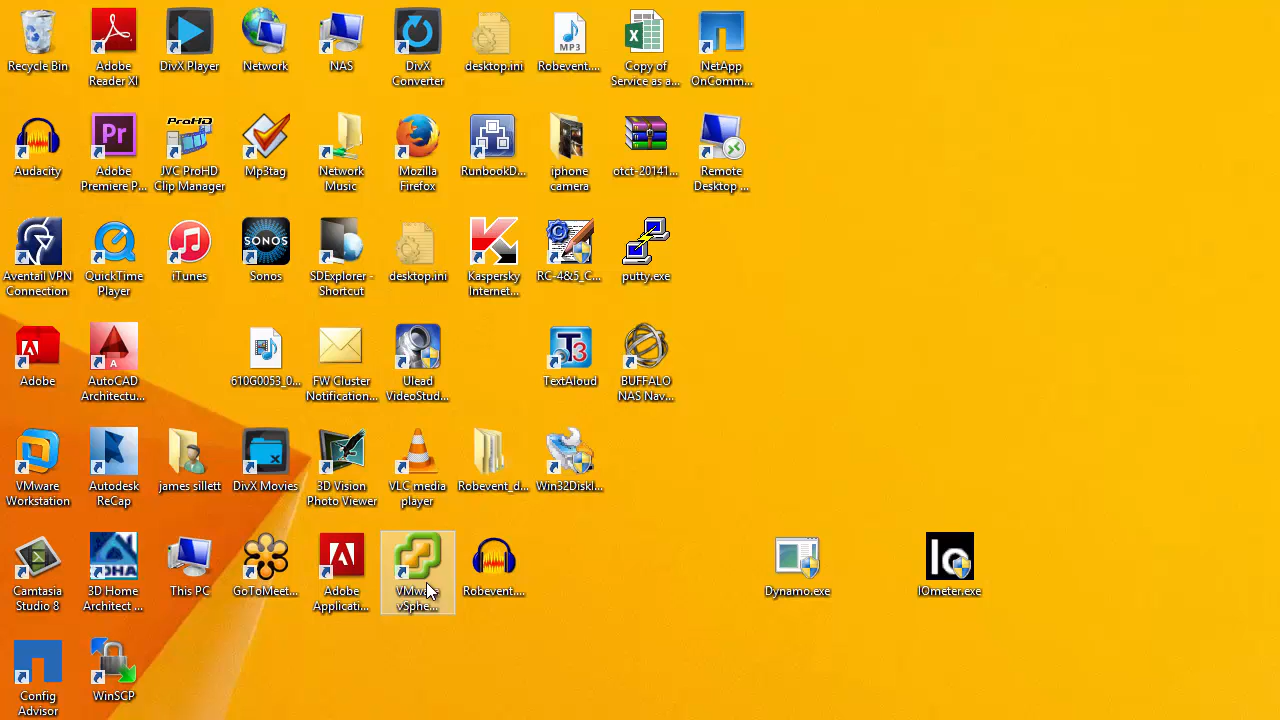 Recycle Bin
Adobe
Reader XI
DivX Player
Network
NAS
DivX
Converter
desktop.ini
Robevent....
MP3
Copy of
Service as a...
NetApp
OnComm...
Audacity
Pr
Adobe
Premiere P...
ProHD
JVC ProHD
Clip Manager
Mp3tag
Network
Music
Mozilla
Firefox
RunbookD...
iphone
camera
otct-20141...
Remote
Desktop ...
Aventail VPN
Connection
QuickTime
Player
iTunes
SONOS
Sonos
SDExplorer -
Shortcut
desktop.ini
Kaspersky
Internet...
RC-4&5_C...
putty.exe
Adobe
A
AutoCAD
Architectu...
610G0053_0...
FW Cluster
Notification...
Ulead
VideoStud...
T3
TextAloud
BUFFALO
NAS Nav...
VMware
Workstation
Autodesk
ReCap
james sillett
DivX Movies
3D Vision
Photo Viewer
VLC media
player
Robevent_d...
Win32DiskI...
Camtasia
Studio 8
3D Home
Architect ...
This PC
GoToMeet...
Adobe
Applicati...
VMware
vSphe...
Robevent....
Dynamo.exe
Io
IOmeter.exe
Config
Advisor
WinSCP